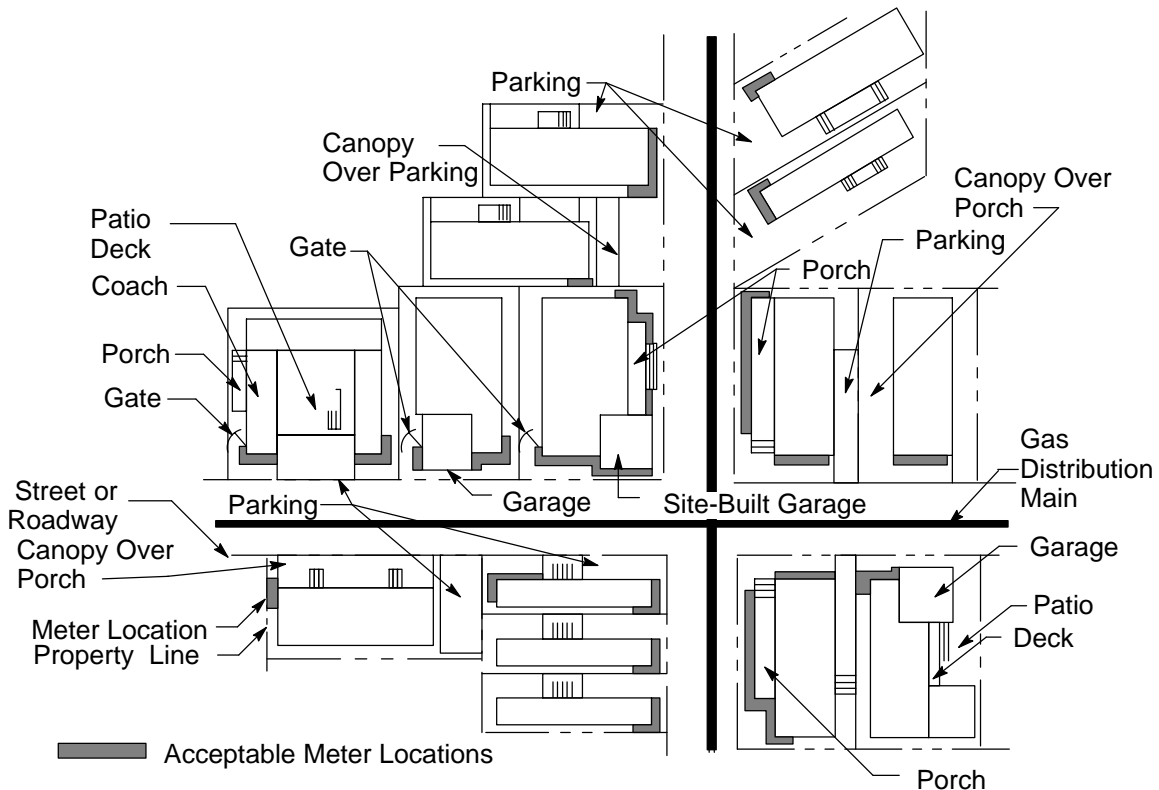 Parking
Canopy
Over Parking
Canopy Over
Porch
Patio
Deck
Gate
Parking
Coach
Porch
Porch
Gate
Gas
Distribution
Main
Street or
Roadway
Parking
Garage
Site-Built Garage
Canopy Over
Porch
Garage
Meter Location
Property Line
Patio
Deck
Acceptable Meter Locations
Porch